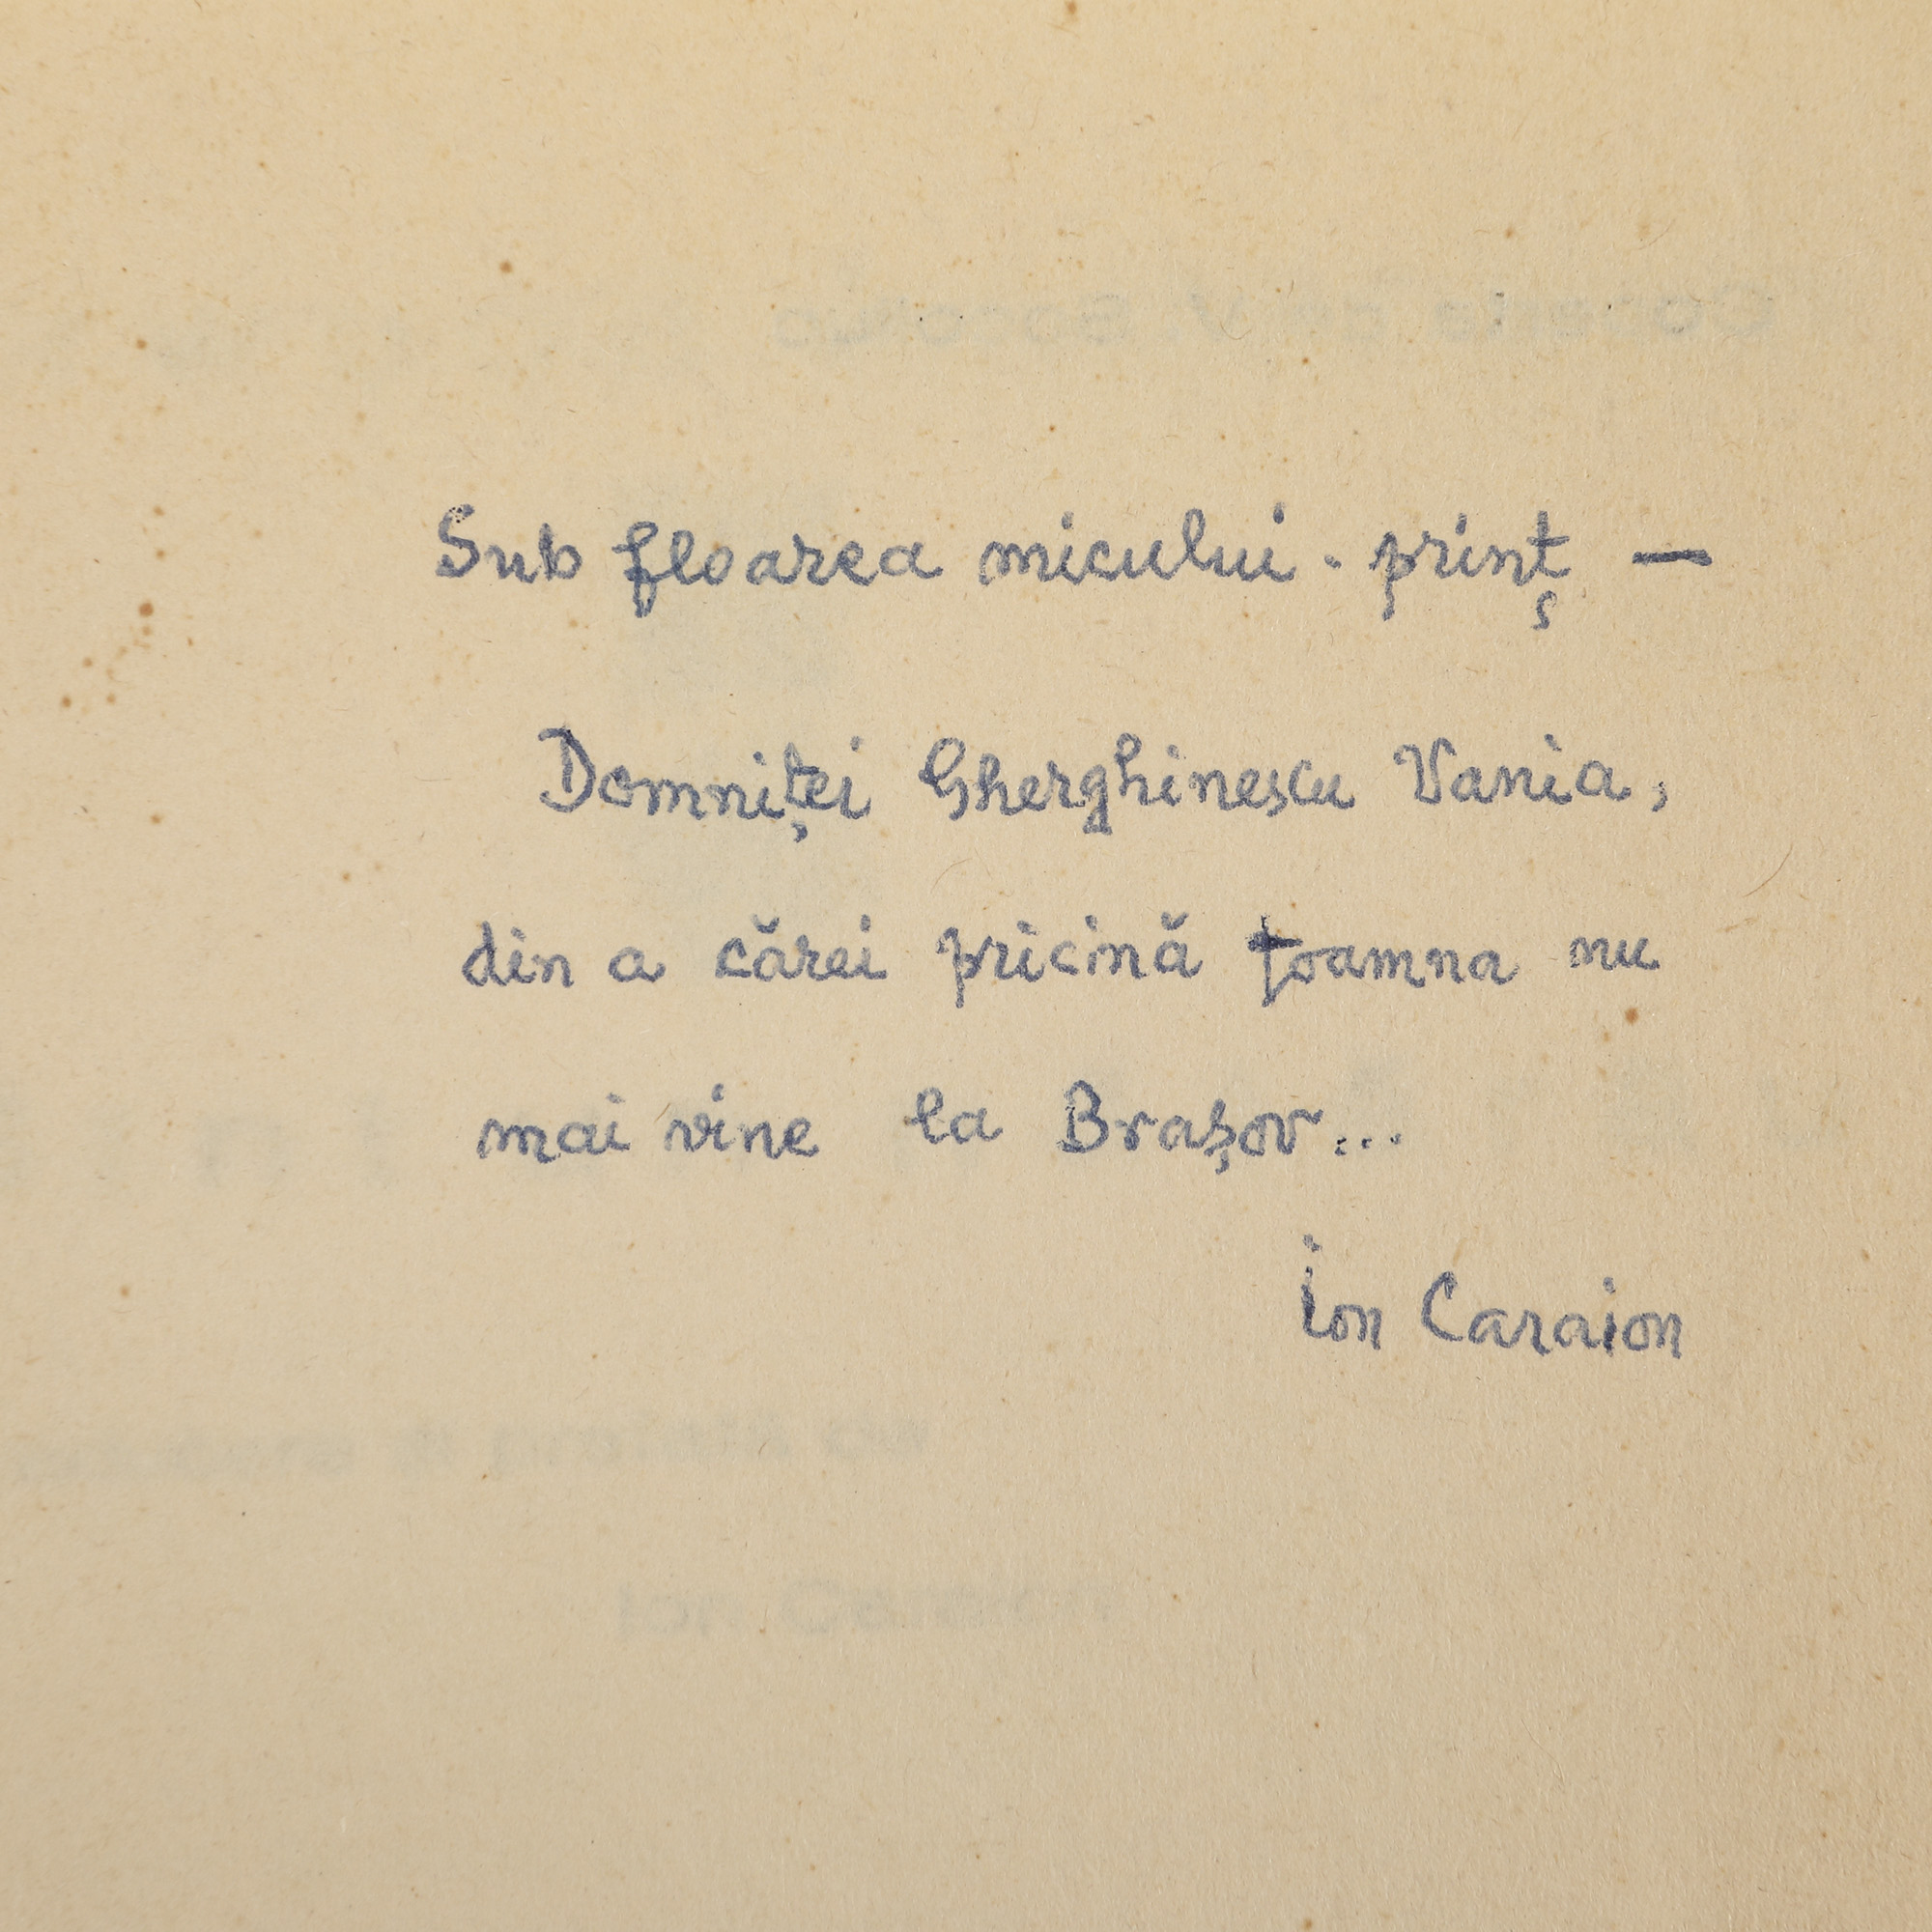 Sub floarea micului - prinț —
Domniței Gherghinescu Vania,
din a cărei pricină toamna nu
mai vine la Brașov...
Ion Caraion